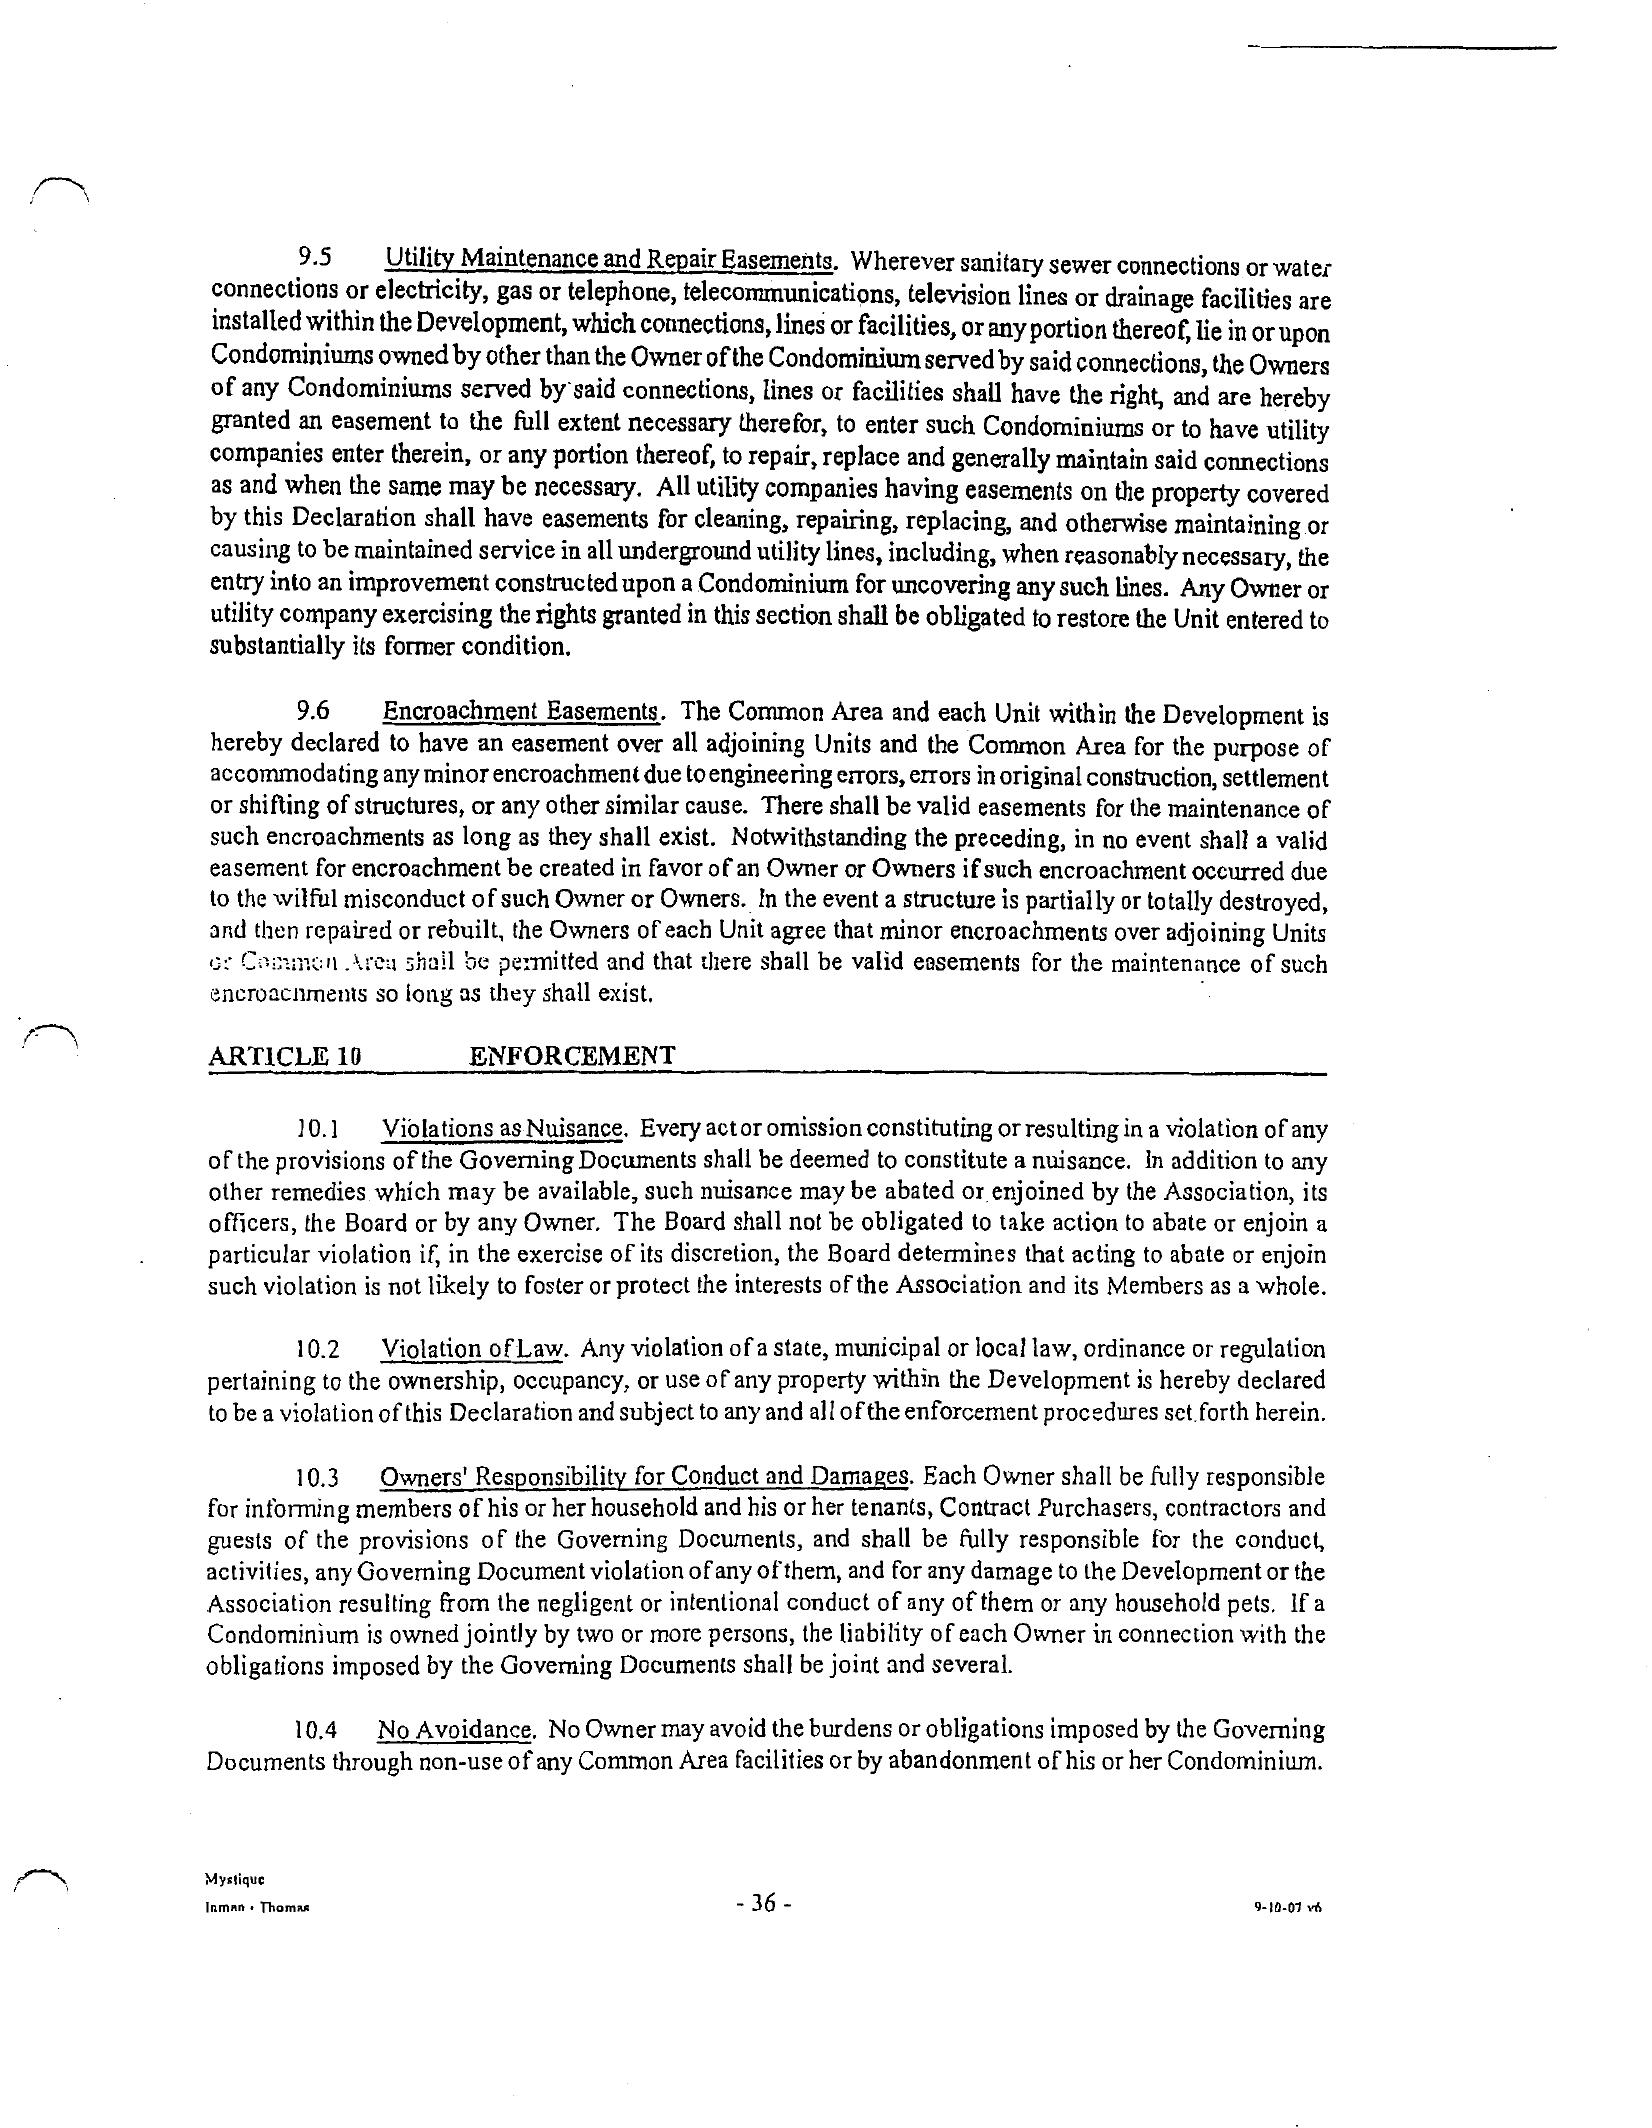 9.5 Utility Maintenance and Repair Easements. Wherever sanitary sewer connections or water
connections or electricity, gas or telephone, telecommunications, television lines or drainage facilities are
installed within the Development, which connections, lines or facilities, or any portion thereof, lie in or upon
Condominiums owned by other than the Owner of the Condominium served by said connections, the Owners
of any Condominiums served by said connections, lines or facilities shall have the right, and are hereby
granted an easement to the full extent necessary therefor, to enter such Condominiums or to have utility
companies enter therein, or any portion thereof, to repair, replace and generally maintain said connections
as and when the same may be necessary. All utility companies having easements on the property covered
by this Declaration shall have easements for cleaning, repairing, replacing, and otherwise maintaining or
causing to be maintained service in all underground utility lines, including, when reasonably necessary, the
entry into an improvement constructed upon a Condominium for uncovering any such lines. Any Owner or
utility company exercising the rights granted in this section shall be obligated to restore the Unit entered to
substantially its former condition.
9.6 Encroachment Easements. The Common Area and each Unit within the Development is
hereby declared to have an easement over all adjoining Units and the Common Area for the purpose of
accommodating any minor encroachment due to engineering errors, errors in original construction, settlement
or shifting of structures, or any other similar cause. There shall be valid easements for the maintenance of
such encroachments as long as they shall exist. Notwithstanding the preceding, in no event shall a valid
easement for encroachment be created in favor of an Owner or Owners if such encroachment occurred due
to the wilful misconduct of such Owner or Owners. In the event a structure is partially or totally destroyed,
and then repaired or rebuilt, the Owners of each Unit agree that minor encroachments over adjoining Units
or Common Area shall be permitted and that there shall be valid easements for the maintenance of such
encroachments so long as they shall exist.
ARTICLE 10 ENFORCEMENT
10.1 Violations as Nuisance. Every act or omission constituting or resulting in a violation of any
of the provisions of the Governing Documents shall be deemed to constitute a nuisance. In addition to any
other remedies which may be available, such nuisance may be abated or enjoined by the Association, its
officers, the Board or by any Owner. The Board shall not be obligated to take action to abate or enjoin a
particular violation if, in the exercise of its discretion, the Board determines that acting to abate or enjoin
such violation is not likely to foster or protect the interests of the Association and its Members as a whole.
10.2 Violation of Law. Any violation of a state, municipal or local law, ordinance or regulation
pertaining to the ownership, occupancy, or use of any property within the Development is hereby declared
to be a violation of this Declaration and subject to any and all of the enforcement procedures set forth herein.
10.3 Owners' Responsibility for Conduct and Damages. Each Owner shall be fully responsible
for informing members of his or her household and his or her tenants, Contract Purchasers, contractors and
guests of the provisions of the Governing Documents, and shall be fully responsible for the conduct,
activities, any Governing Document violation of any of them, and for any damage to the Development or the
Association resulting from the negligent or intentional conduct of any of them or any household pets. If a
Condominium is owned jointly by two or more persons, the liability of each Owner in connection with the
obligations imposed by the Governing Documents shall be joint and several.
10.4 No Avoidance. No Owner may avoid the burdens or obligations imposed by the Governing
Documents through non-use of any Common Area facilities or by abandonment of his or her Condominium.
Mystique
Inman • Thomas
- 36 -
9-10-07 v6